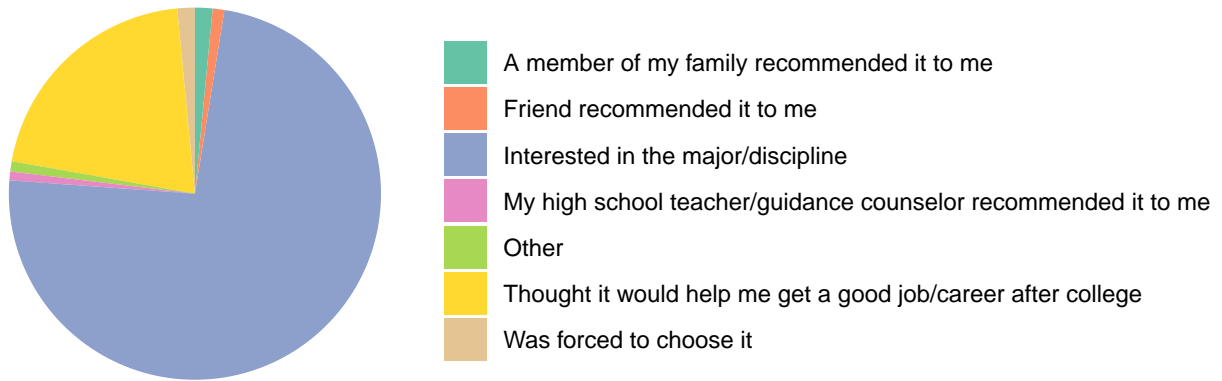 A member of my family recommended it to me
Friend recommended it to me
Interested in the major/discipline
My high school teacher/guidance counselor recommended it to me
Other
Thought it would help me get a good job/career after college
Was forced to choose it